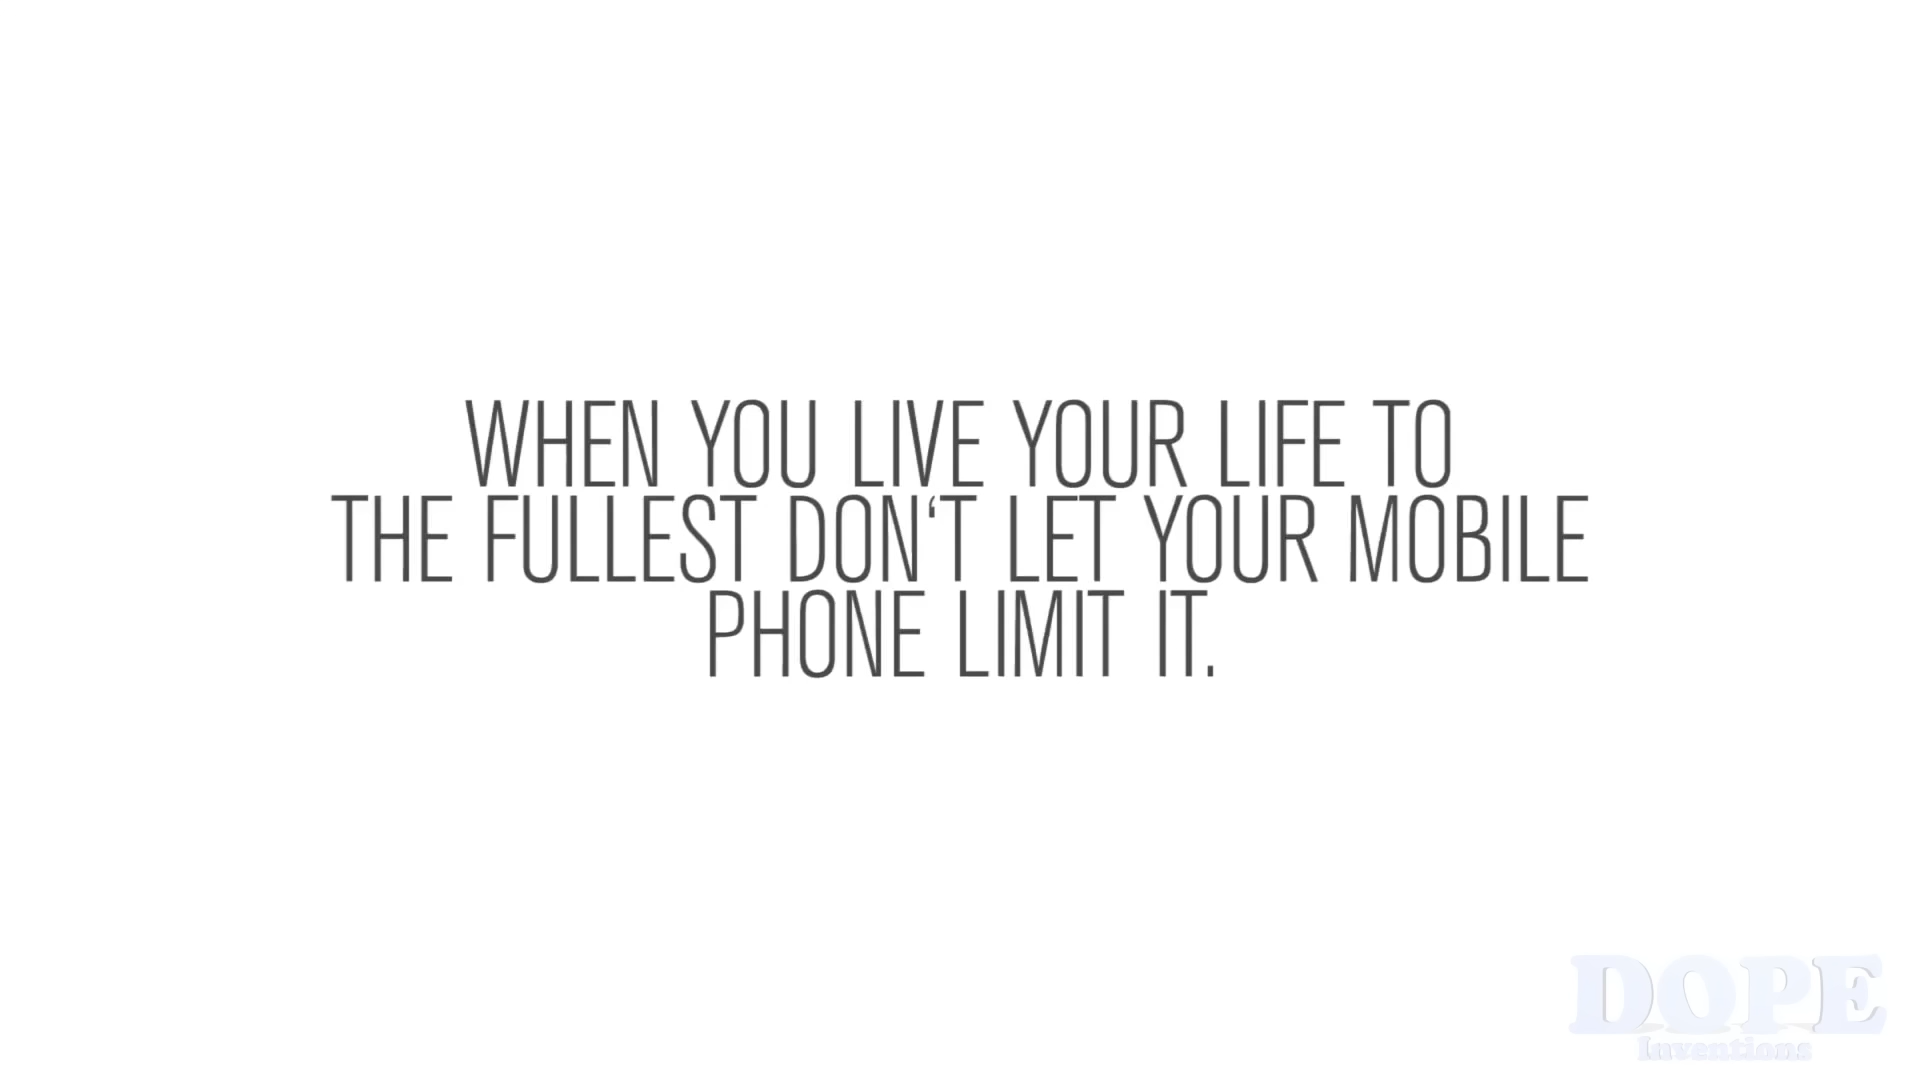 WHEN YOU LIVE YOUR LIFE TO
THE FULLEST DON‘T LET YOUR MOBILE
PHONE LIMIT IT.
DOPE
Inventions